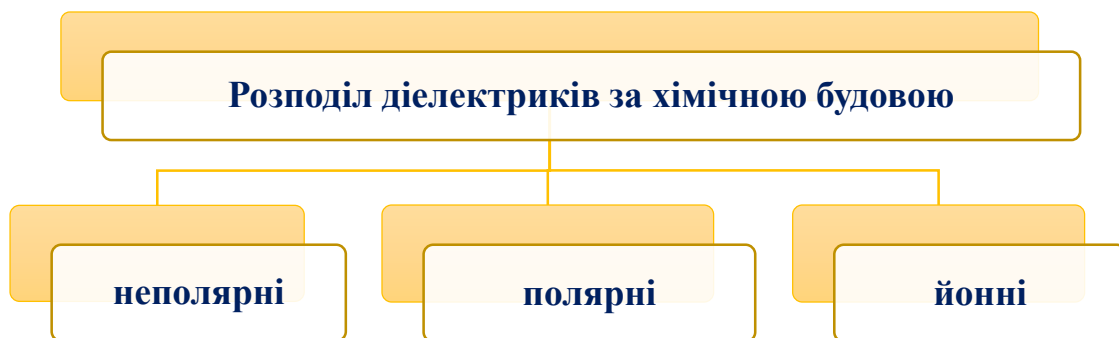 Розподіл діелектриків за хімічною будовою
неполярні
полярні
йонні